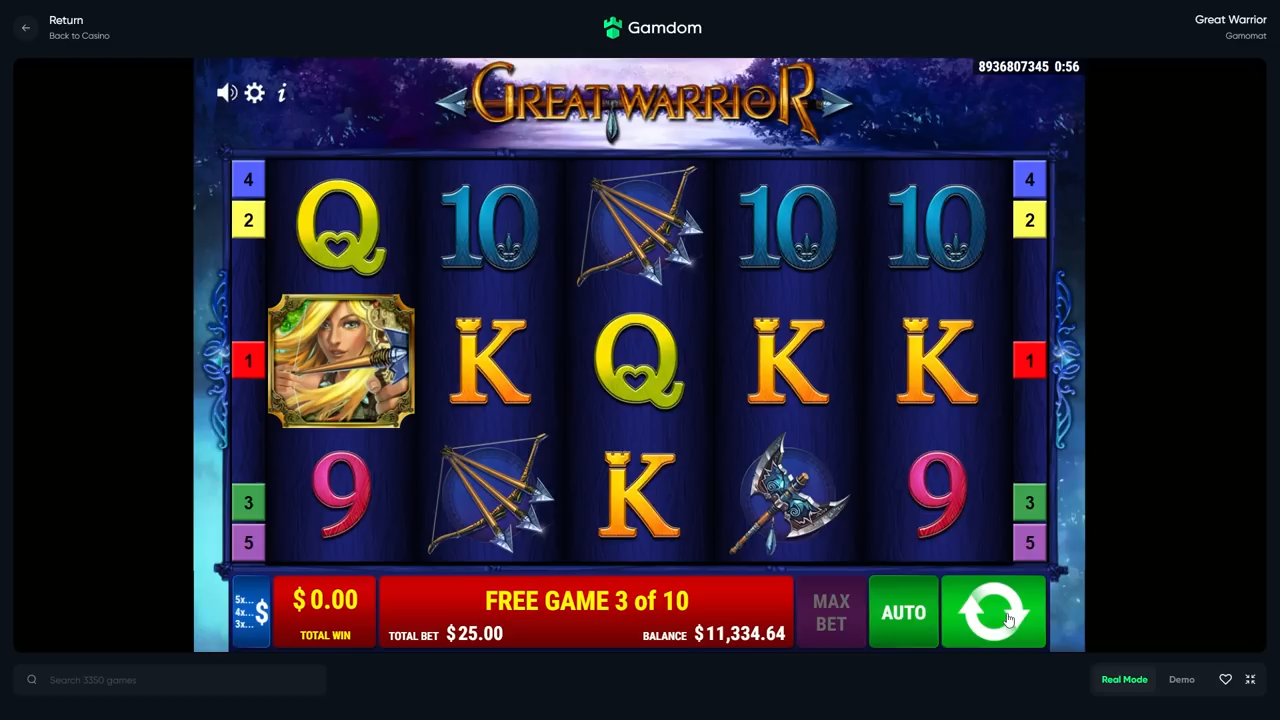 Return
Back to Casino
Gamdom
Great Warrior
Gamomat
8936807345 0:56
GREAT WARRIOR
i
4
4
2
2
Q
10
10
10
1
1
K
Q
K
K
3
3
9
K
9
5
5
5x...
4x...
3x...
$
$ 0.00
TOTAL WIN
FREE GAME 3 of 10
TOTAL BET $ 25.00
BALANCE $ 11,334.64
MAX
BET
AUTO
Search 3350 games
Real Mode
Demo